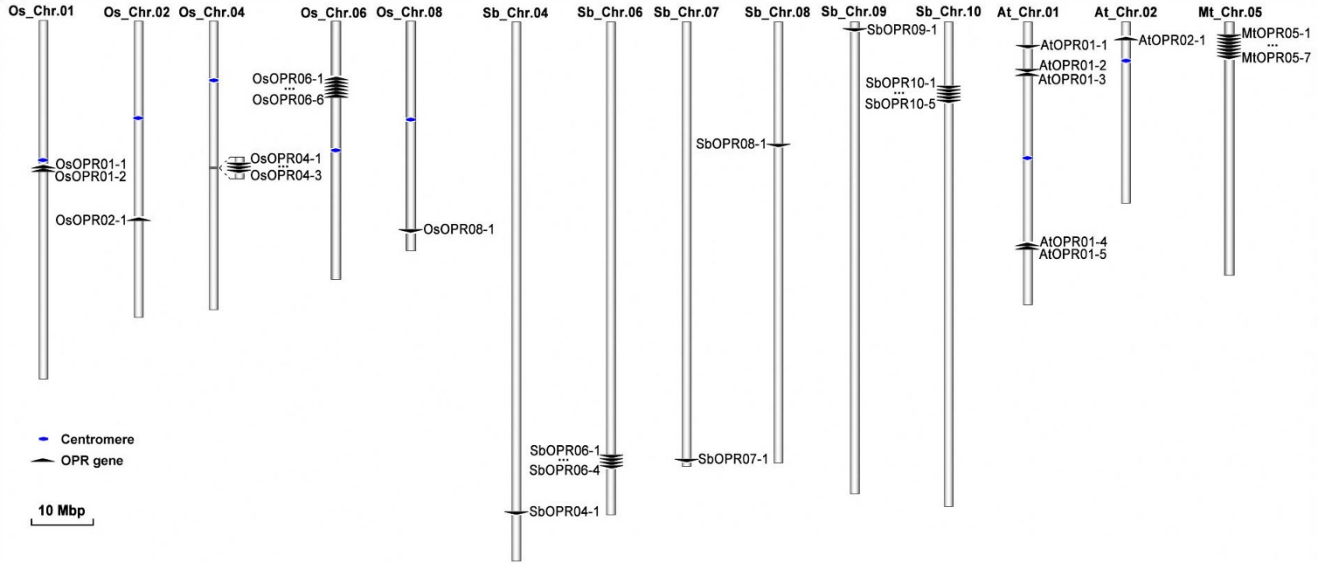 Os_Chr.01 Os_Chr.02 Os_Chr.04 Os_Chr.06 Os_Chr.08 Sb_Chr.04 Sb_Chr.06 Sb_Chr.07 Sb_Chr.08 Sb_Chr.09 Sb_Chr.10 At_Chr.01 At_Chr.02 Mt_Chr.05
OsOPR01-1
OsOPR01-2
OsOPR02-1
OsOPR04-1
...
OsOPR04-3
OsOPR06-1
...
OsOPR06-6
OsOPR08-1
SbOPR04-1
SbOPR06-1
...
SbOPR06-4
SbOPR07-1
SbOPR08-1
SbOPR09-1
SbOPR10-1
...
SbOPR10-5
AtOPR01-1
AtOPR01-2
AtOPR01-3
AtOPR01-4
AtOPR01-5
AtOPR02-1
MtOPR05-1
...
MtOPR05-7
Centromere
OPR gene
10 Mbp